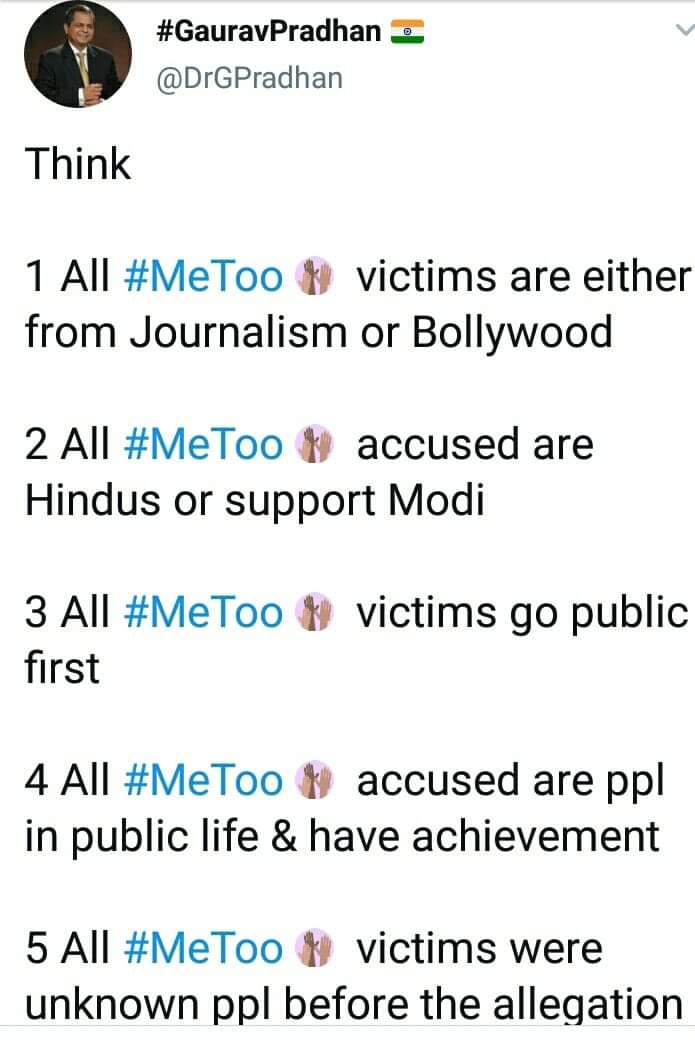 #GauravPradhan 🇮🇳
@DrGPradhan
Think
1 All #MeToo victims are either
from Journalism or Bollywood
2 All #MeToo accused are
Hindus or support Modi
3 All #MeToo victims go public
first
4 All #MeToo accused are ppl
in public life & have achievement
5 All #MeToo victims were
unknown ppl before the allegation